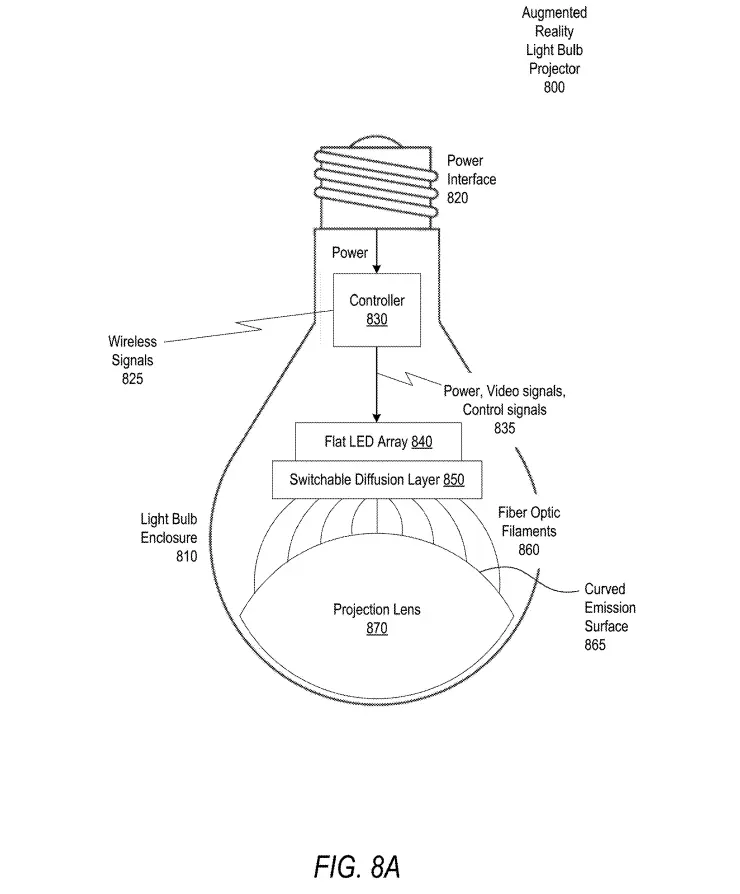 Augmented
Reality
Light Bulb
Projector
800
Power
Interface
820
Power
Controller
830
Wireless
Signals
825
Power, Video signals,
Control signals
835
Flat LED Array 840
Switchable Diffusion Layer 850
Light Bulb
Enclosure
810
Fiber Optic
Filaments
860
Curved
Emission
Surface
865
Projection Lens
870
FIG. 8A